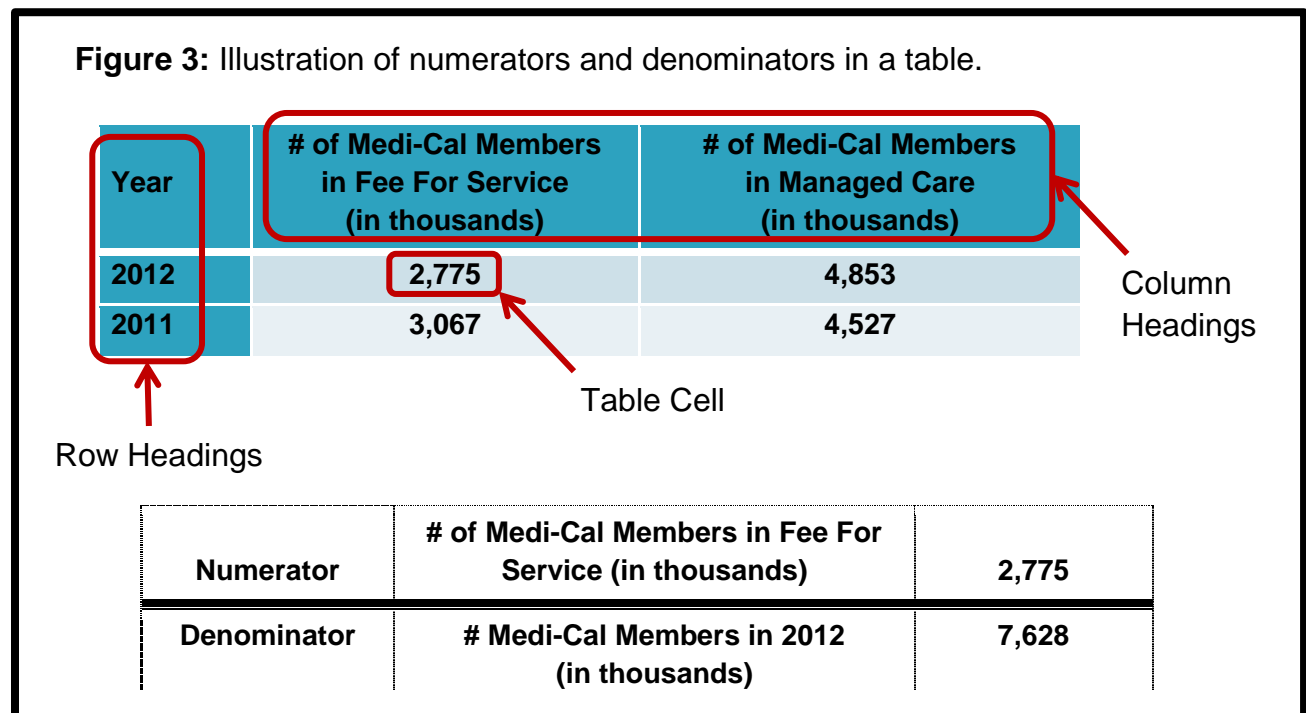 Figure 3: Illustration of numerators and denominators in a table.
Year
# of Medi-Cal Members
in Fee For Service
(in thousands)
# of Medi-Cal Members
in Managed Care
(in thousands)
2012
2,775
4,853
2011
3,067
4,527
Column
Headings
Table Cell
Row Headings
Numerator
# of Medi-Cal Members in Fee For
Service (in thousands)
2,775
Denominator
# Medi-Cal Members in 2012
(in thousands)
7,628